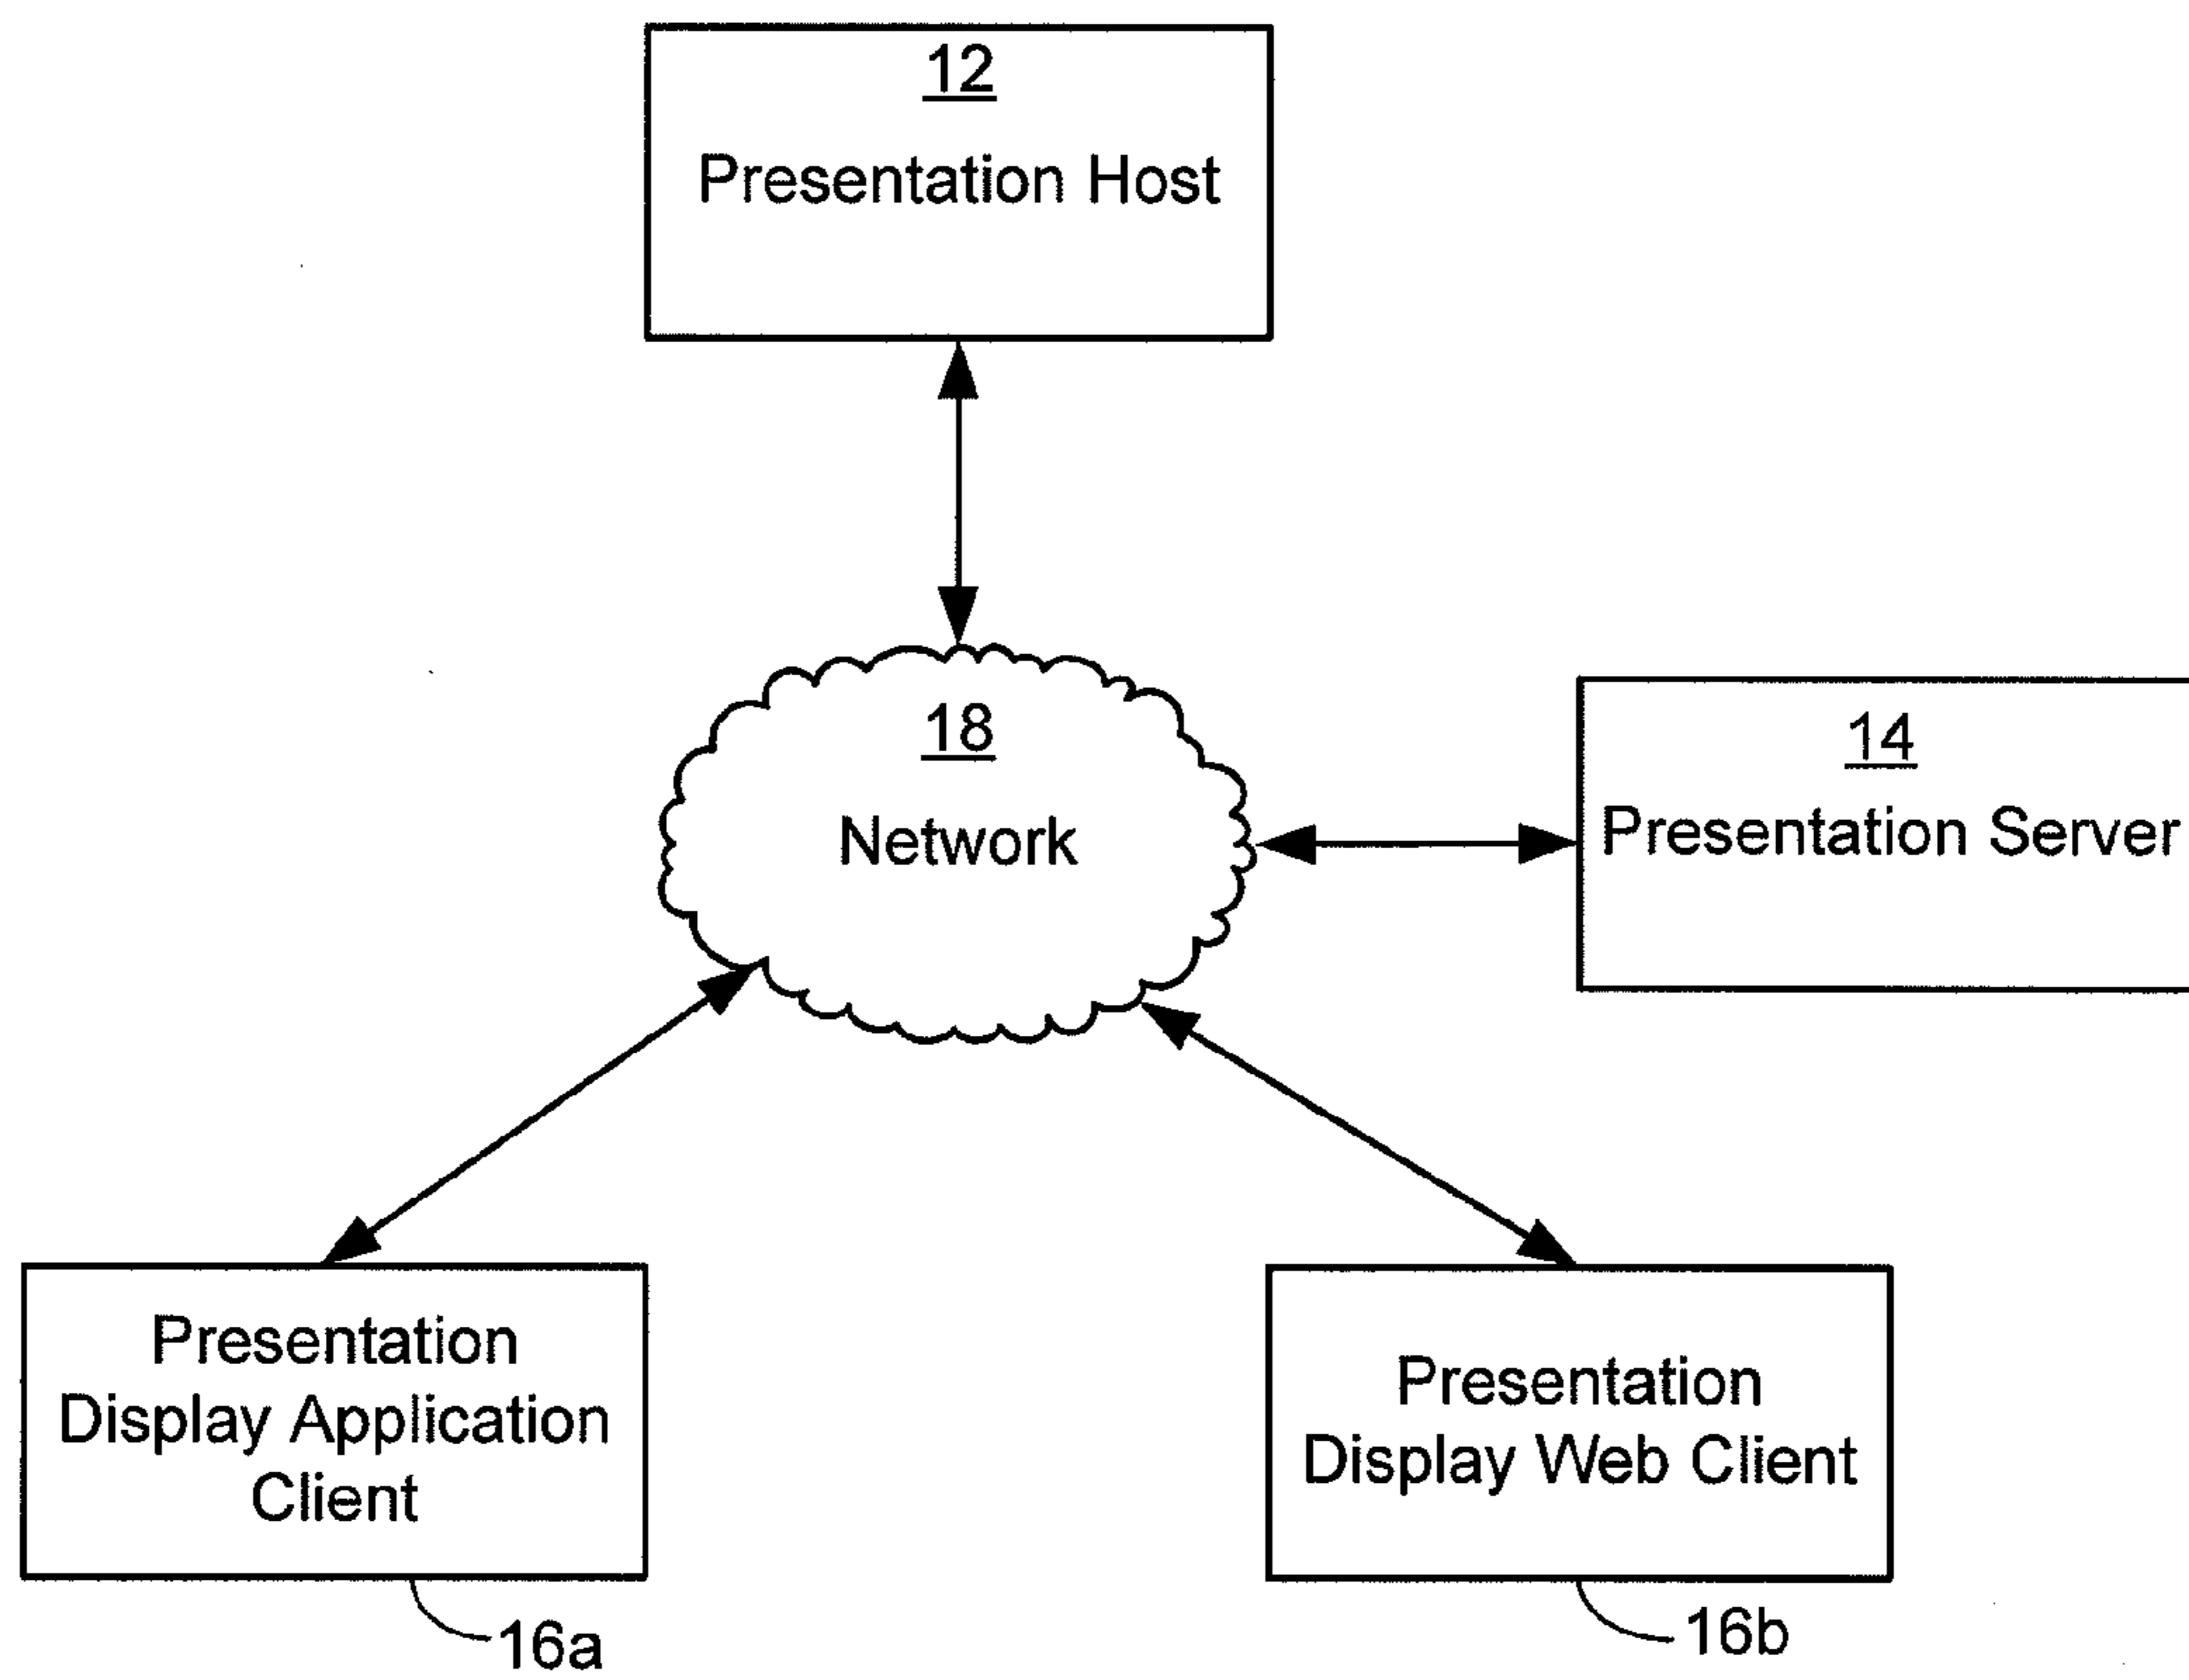 12
Presentation Host
18
Network
14
Presentation Server
Presentation
Display Application
Client
16a
Presentation
Display Web Client
16b